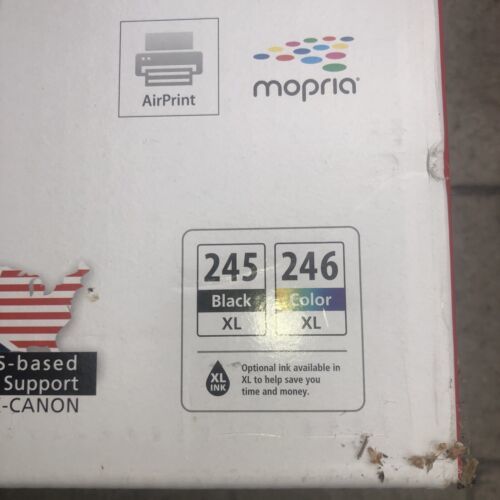 AirPrint
mopria
245 246
Black Color
XL XL
XL
INK
Optional ink available in
XL to help save you
time and money.
S-based
Support
-CANON